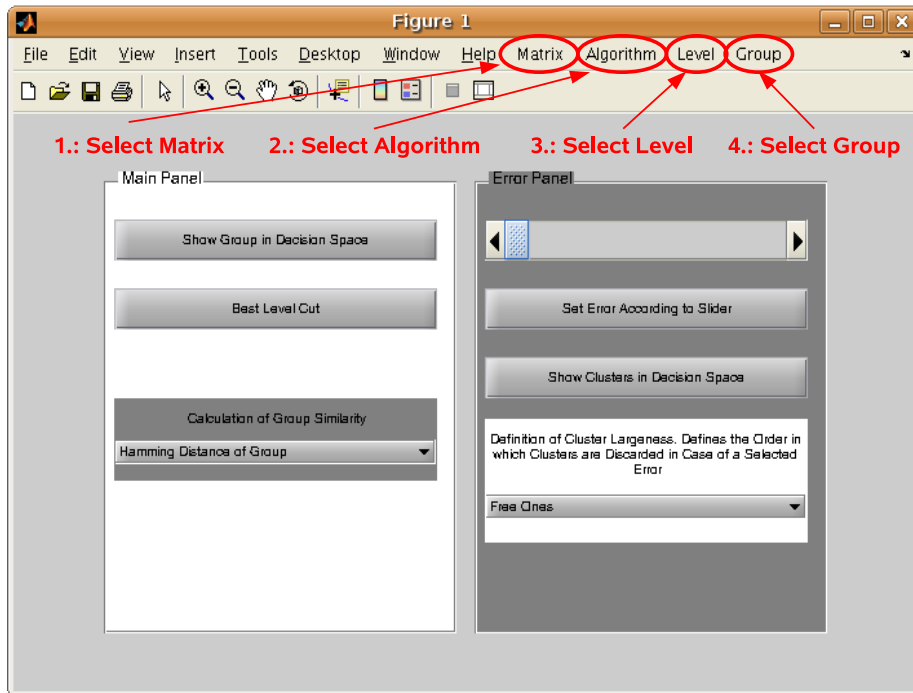 Figure 1
File Edit View Insert Tools Desktop Window Help Matrix Algorithm Level Group
1.: Select Matrix 2.: Select Algorithm 3.: Select Level 4.: Select Group
Main Panel
Show Group in Decision Space
Best Level Cut
Calculation of Group Similarity
Hamming Distance of Group
Error Panel
Set Error According to Slider
Show Clusters in Decision Space
Definition of Cluster Largeness. Defines the Order in
which Clusters are Discarded in Case of a Selected
Error
Free Ones